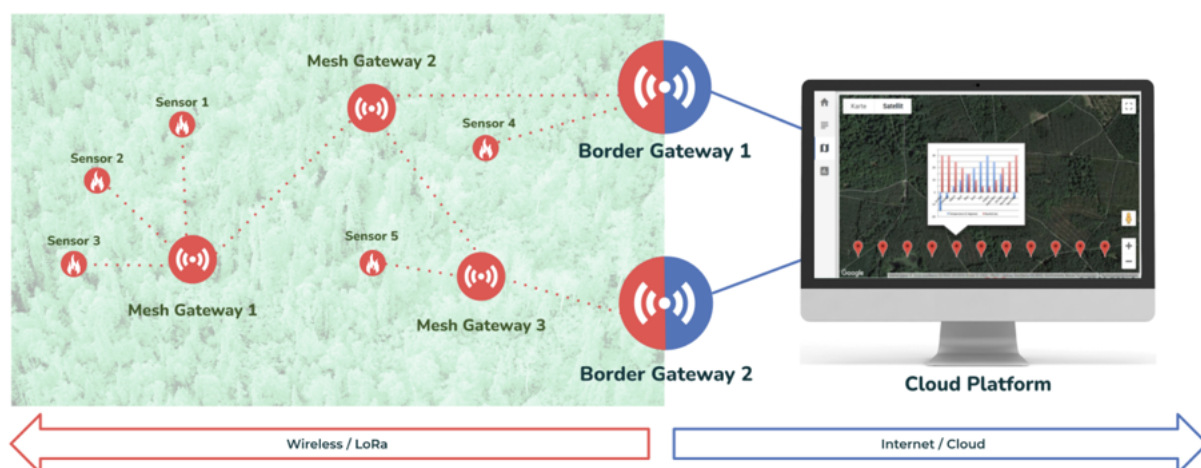 Mesh Gateway 2
Sensor 1
Sensor 4
Sensor 2
Border Gateway 1
Karte Satellit
Sensor 3
Sensor 5
Mesh Gateway 1
Mesh Gateway 3
Google
Border Gateway 2
Cloud Platform
Wireless / LoRa
Internet / Cloud